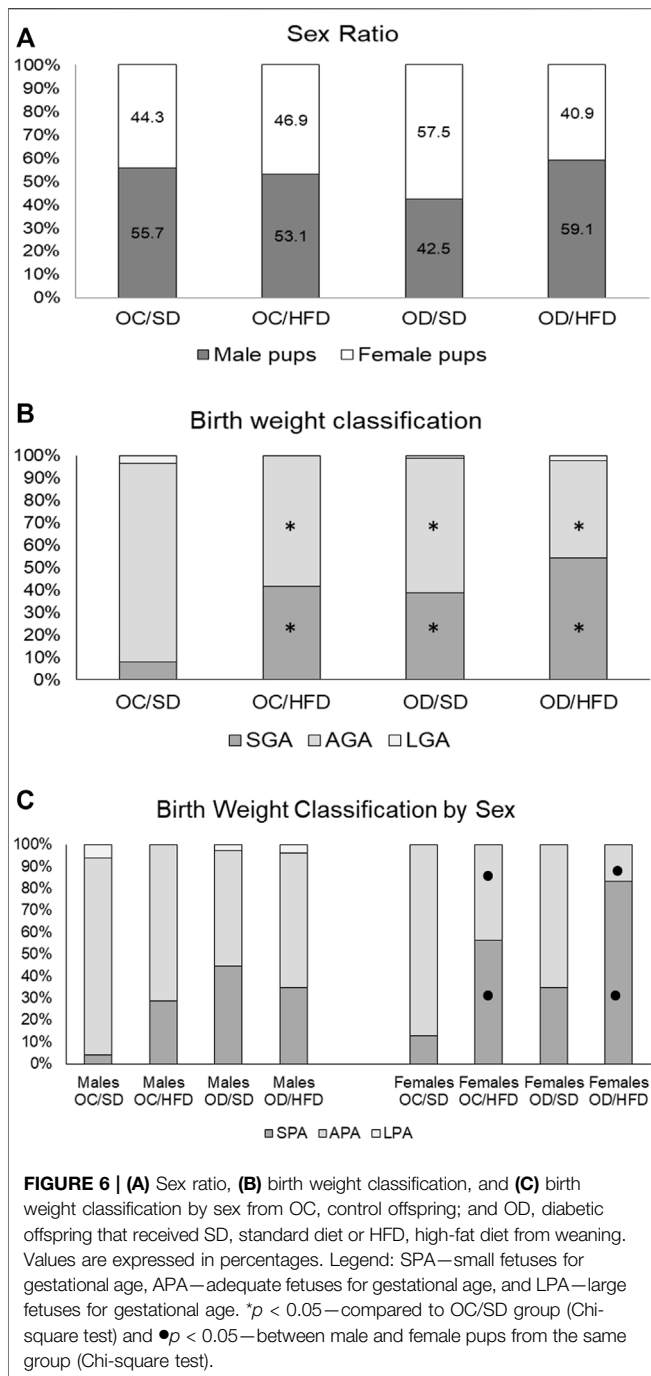 A
Sex Ratio
100%
90%
80%
70%
60%
50%
40%
30%
20%
10%
0%
44.3 46.9 57.5 40.9
55.7 53.1 42.5 59.1
OC/SD OC/HFD OD/SD OD/HFD
Male pups Female pups
B
Birth weight classification
100%
90%
80%
70%
60%
50%
40%
30%
20%
10%
0%
* * *
* * *
OC/SD OC/HFD OD/SD OD/HFD
SGA AGA LGA
C
Birth Weight Classification by Sex
100%
90%
80%
70%
60%
50%
40%
30%
20%
10%
0%
● ●
● ●
Males Males Males Males Females Females Females Females
OC/SD OC/HFD OD/SD OD/HFD OC/SD OC/HFD OD/SD OD/HFD
SPA APA LPA
FIGURE 6 | (A) Sex ratio, (B) birth weight classification, and (C) birth
weight classification by sex from OC, control offspring; and OD, diabetic
offspring that received SD, standard diet or HFD, high-fat diet from weaning.
Values are expressed in percentages. Legend: SPA—small fetuses for
gestational age, APA—adequate fetuses for gestational age, and LPA—large
fetuses for gestational age. *p < 0.05—compared to OC/SD group (Chi-
square test) and ●p < 0.05—between male and female pups from the same
group (Chi-square test).